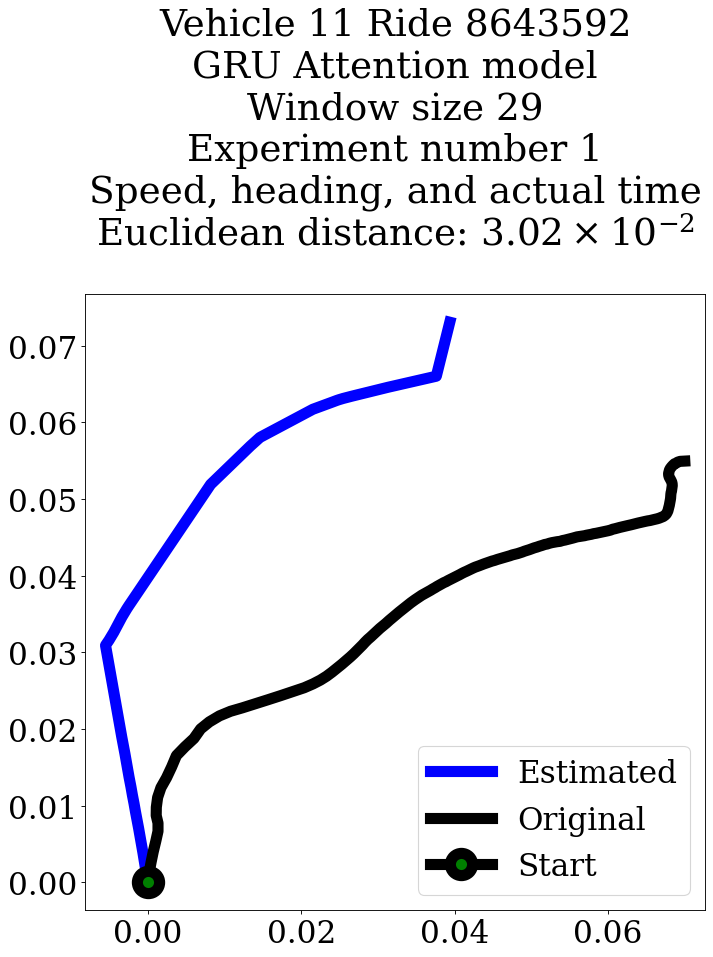 Vehicle 11 Ride 8643592
GRU Attention model
Window size 29
Experiment number 1
Speed, heading, and actual time
Euclidean distance: 3.02 × 10⁻²
0.07
0.06
0.05
0.04
0.03
0.02
0.01
0.00
Estimated
Original
Start
0.00 0.02 0.04 0.06